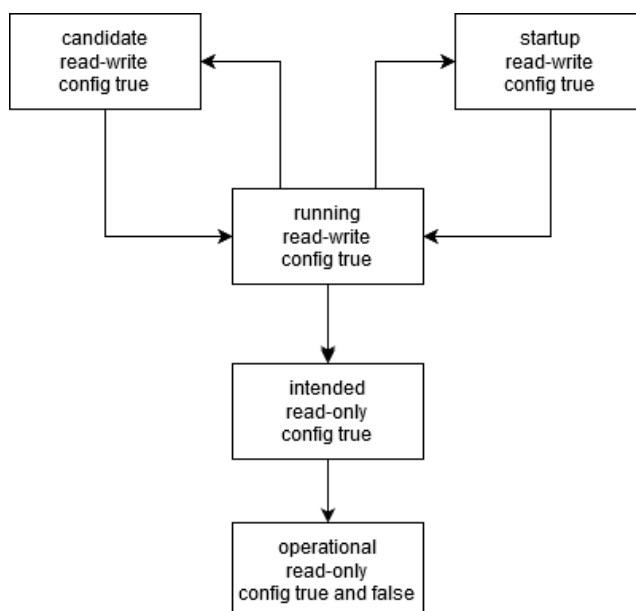 candidate
read-write
config true
startup
read-write
config true
running
read-write
config true
intended
read-only
config true
operational
read-only
config true and false